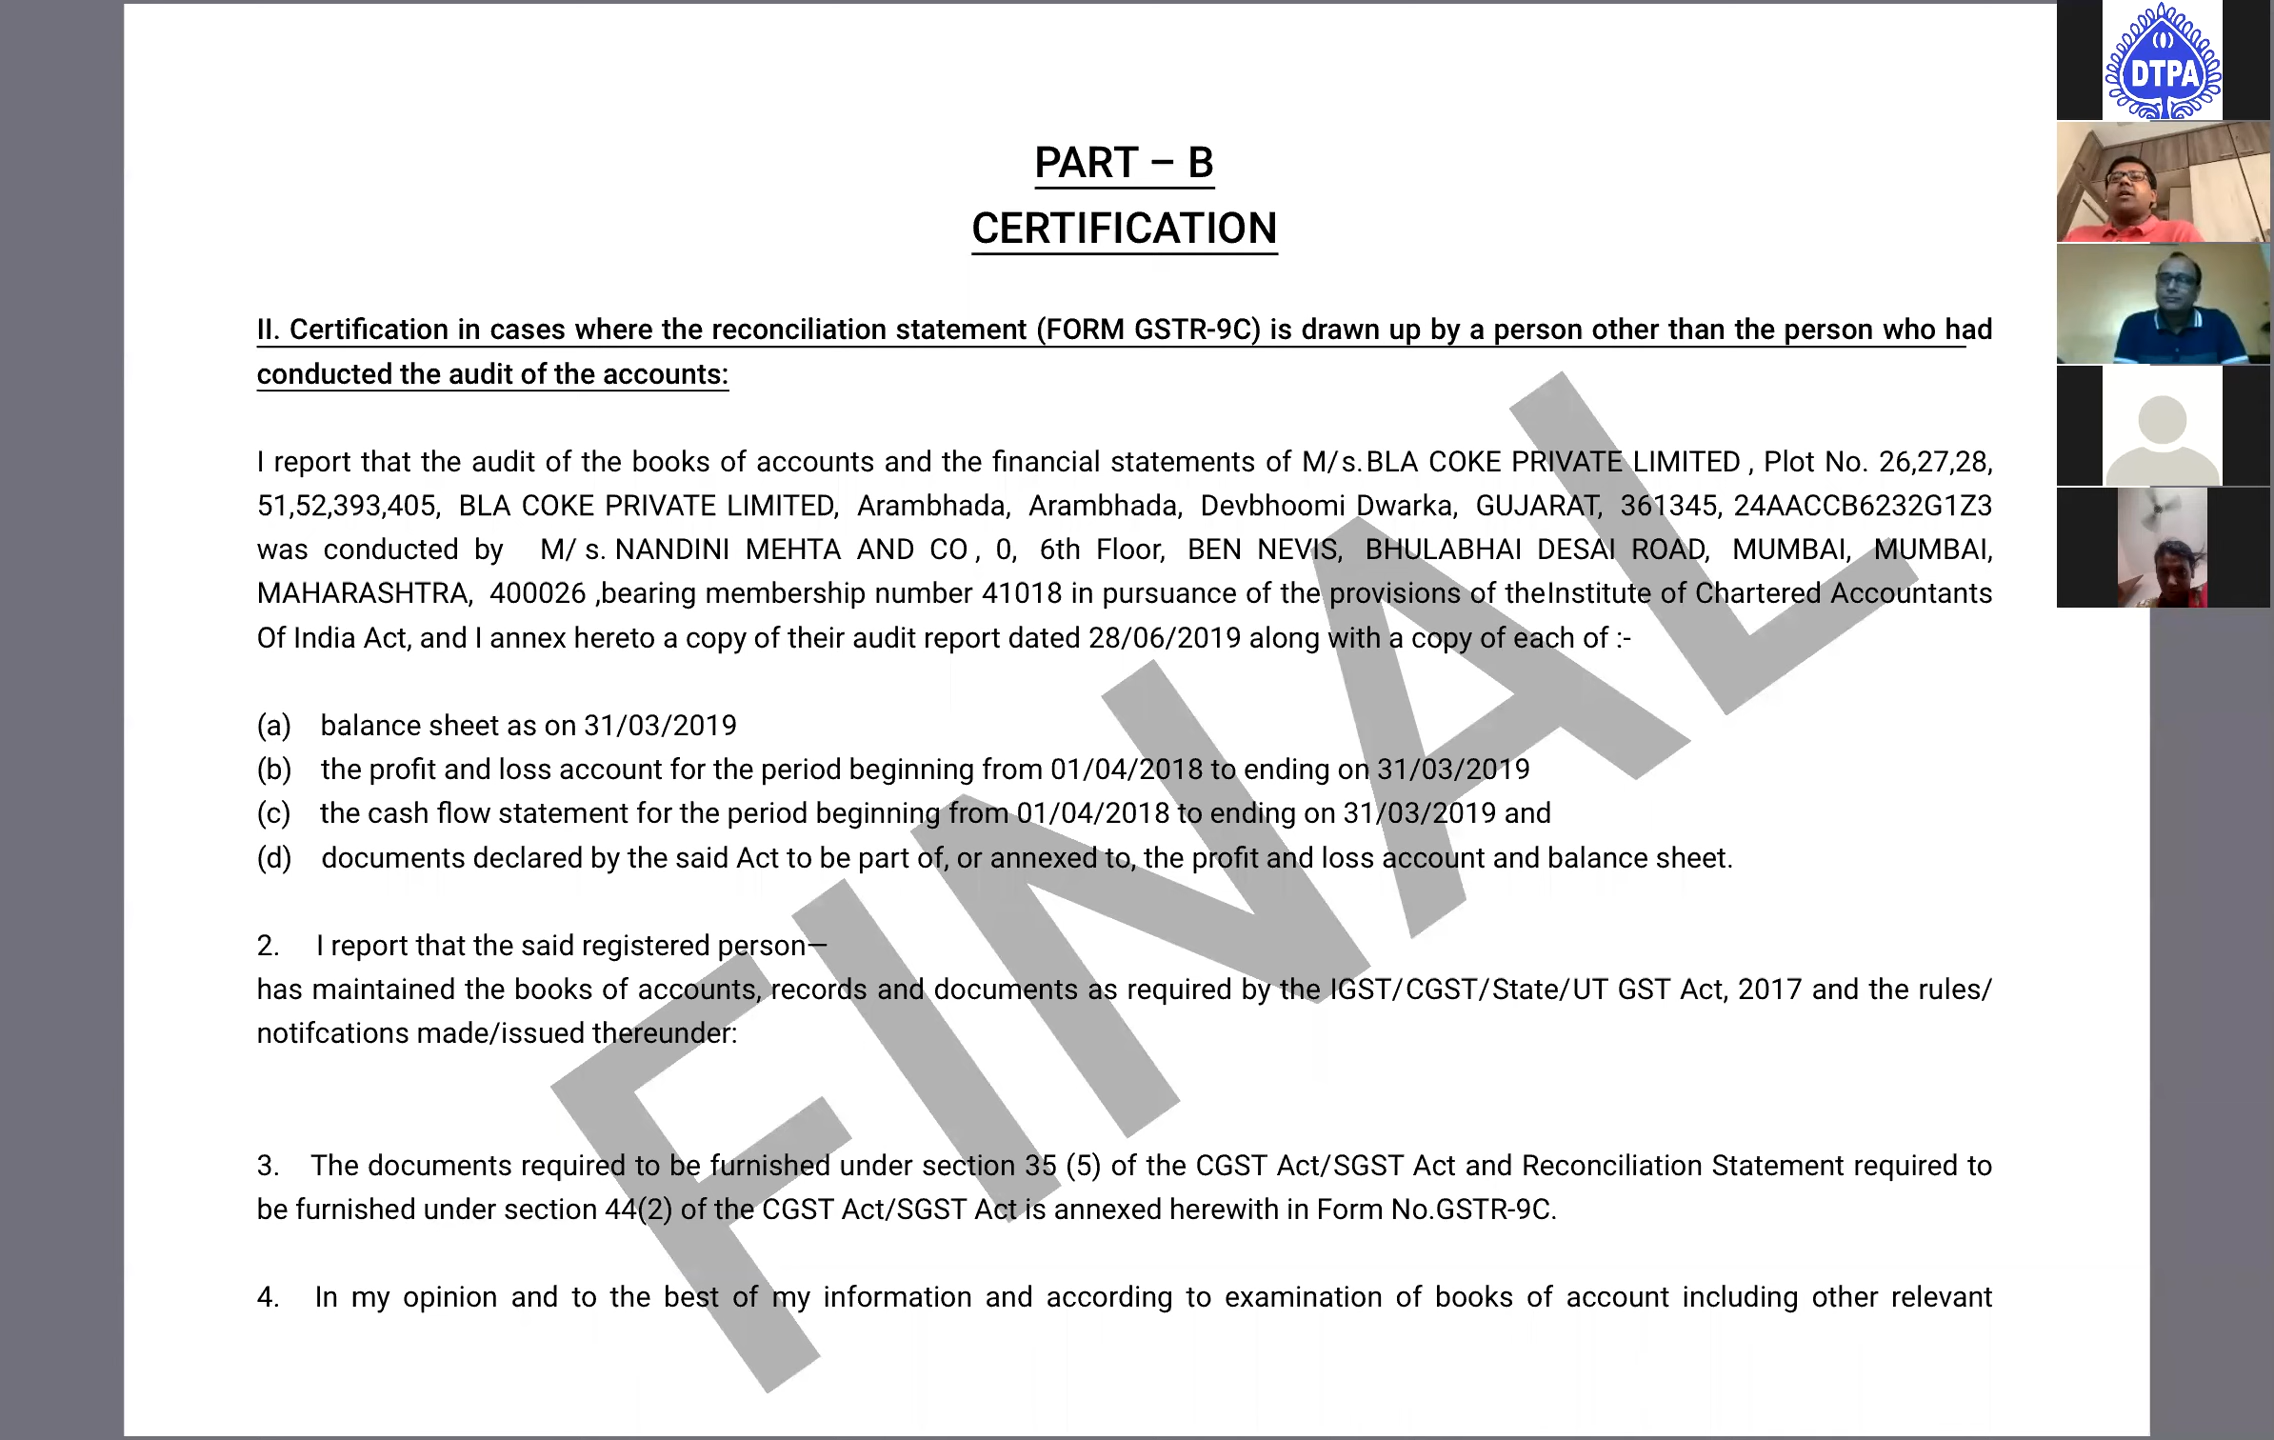 PART – B
CERTIFICATION
II. Certification in cases where the reconciliation statement (FORM GSTR-9C) is drawn up by a person other than the person who had
conducted the audit of the accounts:
I report that the audit of the books of accounts and the financial statements of M/s.BLA COKE PRIVATE LIMITED , Plot No. 26,27,28,
51,52,393,405, BLA COKE PRIVATE LIMITED, Arambhada, Arambhada, Devbhoomi Dwarka, GUJARAT, 361345, 24AACCB6232G1Z3
was conducted by M/ s. NANDINI MEHTA AND CO , 0, 6th Floor, BEN NEVIS, BHULABHAI DESAI ROAD, MUMBAI, MUMBAI,
MAHARASHTRA, 400026 ,bearing membership number 41018 in pursuance of the provisions of theInstitute of Chartered Accountants
Of India Act, and I annex hereto a copy of their audit report dated 28/06/2019 along with a copy of each of :-
(a) balance sheet as on 31/03/2019
(b) the profit and loss account for the period beginning from 01/04/2018 to ending on 31/03/2019
(c) the cash flow statement for the period beginning from 01/04/2018 to ending on 31/03/2019 and
(d) documents declared by the said Act to be part of, or annexed to, the profit and loss account and balance sheet.
2. I report that the said registered person—
has maintained the books of accounts, records and documents as required by the IGST/CGST/State/UT GST Act, 2017 and the rules/
notifcations made/issued thereunder:
3. The documents required to be furnished under section 35 (5) of the CGST Act/SGST Act and Reconciliation Statement required to
be furnished under section 44(2) of the CGST Act/SGST Act is annexed herewith in Form No.GSTR-9C.
4. In my opinion and to the best of my information and according to examination of books of account including other relevant
FINAL
DTPA